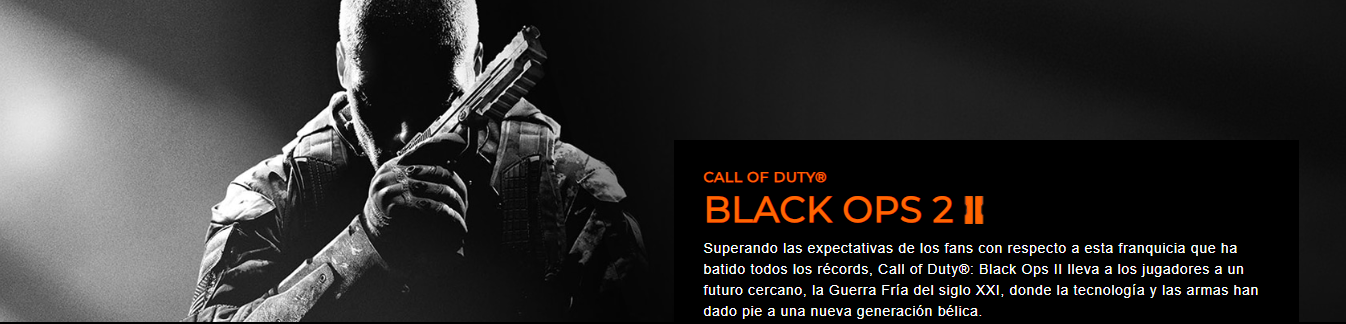 CALL OF DUTY®
BLACK OPS 2 II
Superando las expectativas de los fans con respecto a esta franquicia que ha
batido todos los récords, Call of Duty®: Black Ops II lleva a los jugadores a un
futuro cercano, la Guerra Fría del siglo XXI, donde la tecnología y las armas han
dado pie a una nueva generación bélica.